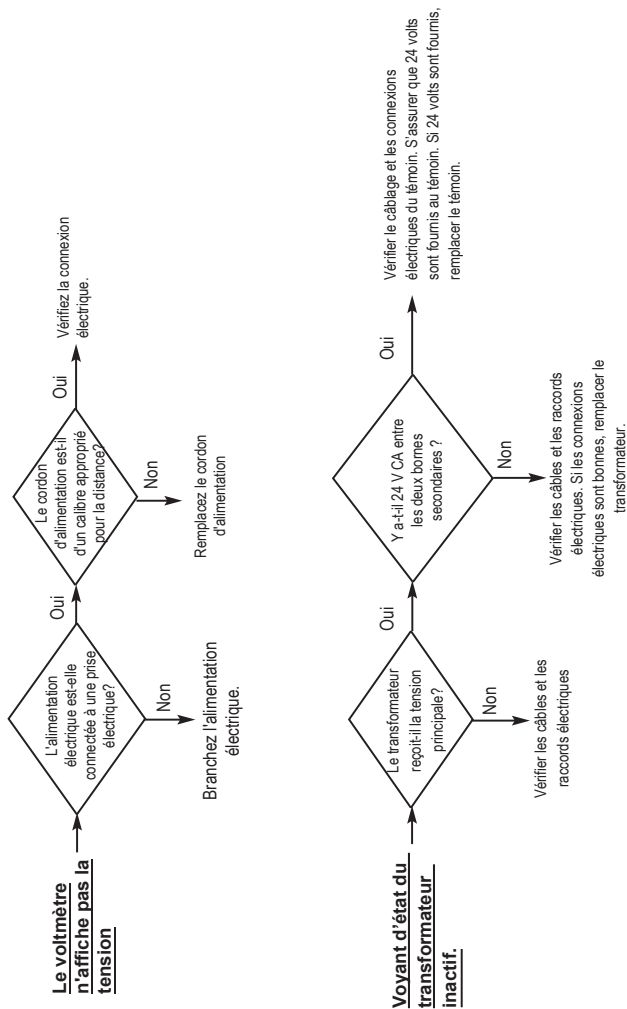 Le voltmètre
n'affiche pas la
tension
L'alimentation
électrique est-elle
connectée à une prise
électrique?
Non
Branchez l'alimentation
électrique.
Oui
Le cordon
d'alimentation est-il
d'un calibre approprié
pour la distance?
Non
Remplacez le cordon
d'alimentation
Oui
Vérifiez la connexion
électrique.
Voyant d'état du
transformateur
inactif.
Le transformateur
reçoit-il la tension
principale?
Non
Vérifier les câbles et les
raccords électriques
Oui
Y a-t-il 24 V CA entre
les deux bornes
secondaires ?
Non
Vérifier les câbles et les raccords
électriques. Si les connexions
électriques sont bonnes, remplacer le
transformateur.
Oui
Vérifier le câblage et les connexions
électriques du témoin. S'assurer que 24 volts
sont fournis au témoin. Si 24 volts sont fournis,
remplacer le témoin.